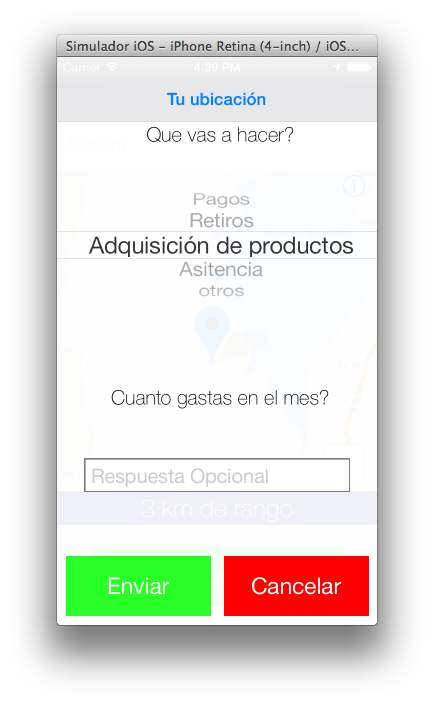 Simulador iOS - iPhone Retina (4-inch) / iOS...
Carrier 4:39 PM
Tu ubicación
Que vas a hacer?
Pagos
Retiros
Adquisición de productos
Asitencia
otros
Cuanto gastas en el mes?
Respuesta Opcional
3 km de rango
Enviar Cancelar